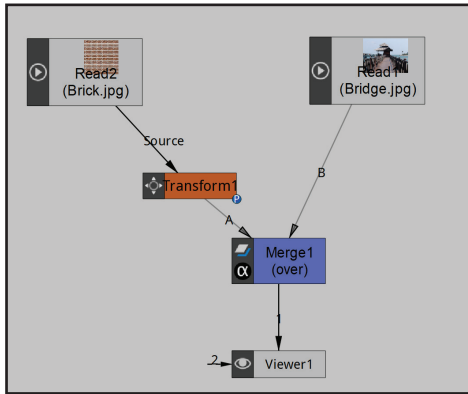 Read2
(Brick.jpg)
Read1
(Bridge.jpg)
Source
B
Transform1
P
A
Merge1
(over)
α
1
2
Viewer1